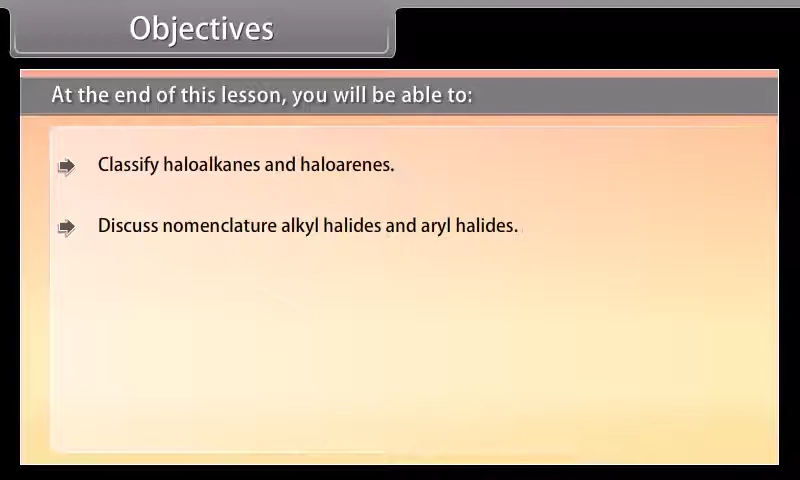 Objectives
At the end of this lesson, you will be able to:
Classify haloalkanes and haloarenes.
Discuss nomenclature alkyl halides and aryl halides.